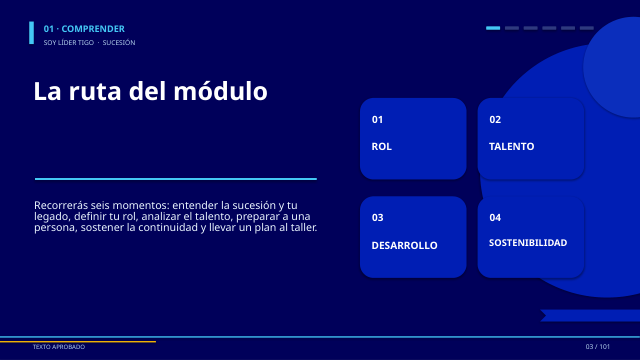 01 · COMPRENDER
SOY LÍDER TIGO · SUCESIÓN
La ruta del módulo
Recorrerás seis momentos: entender la sucesión y tu
legado, definir tu rol, analizar el talento, preparar a una
persona, sostener la continuidad y llevar un plan al taller.
01
ROL
02
TALENTO
03
DESARROLLO
04
SOSTENIBILIDAD
TEXTO APROBADO
03 / 101